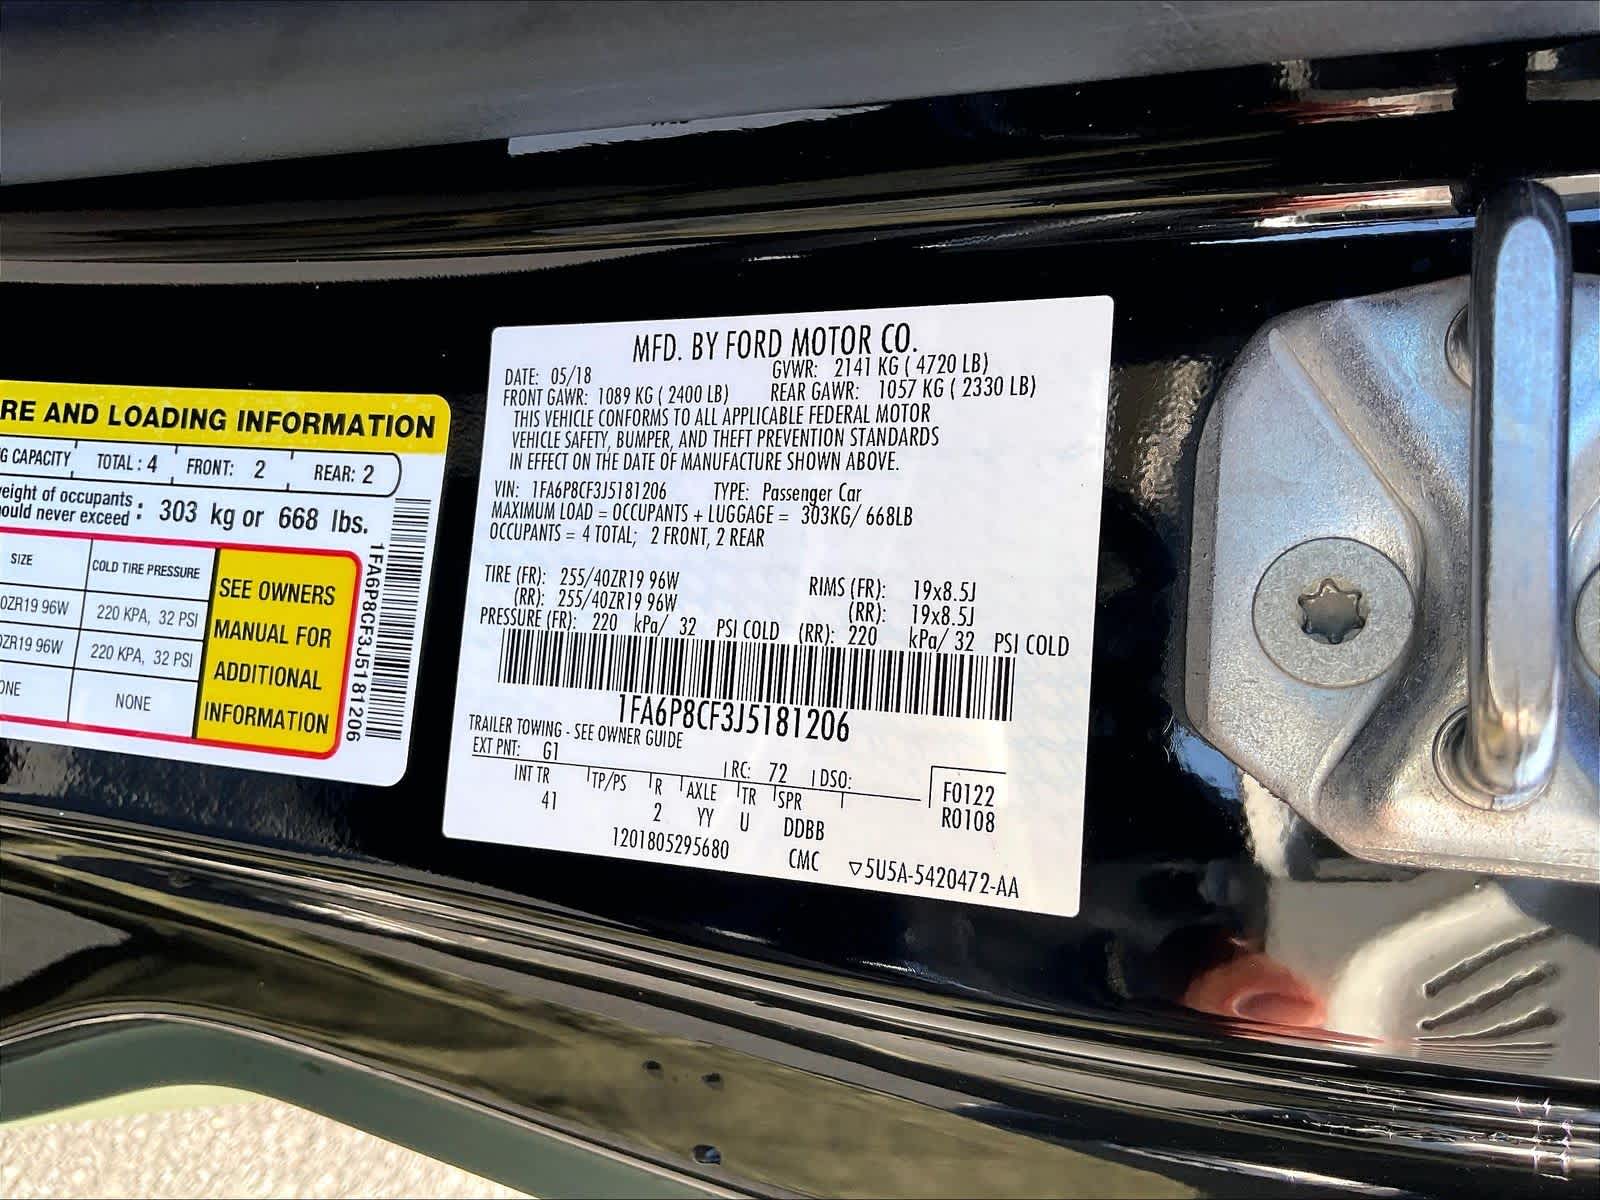 RE AND LOADING INFORMATION
G CAPACITY TOTAL: 4 FRONT: 2 REAR: 2
eight of occupants
ould never exceed : 303 kg or 668 lbs.
SIZE COLD TIRE PRESSURE
0ZR19 96W 220 KPA, 32 PSI
0ZR19 96W 220 KPA, 32 PSI
ONE NONE
SEE OWNERS
MANUAL FOR
ADDITIONAL
INFORMATION
1FA6P8CF3J5181206
MFD. BY FORD MOTOR CO.
DATE: 05/18 GVWR: 2141 KG ( 4720 LB)
FRONT GAWR: 1089 KG ( 2400 LB) REAR GAWR: 1057 KG ( 2330 LB)
THIS VEHICLE CONFORMS TO ALL APPLICABLE FEDERAL MOTOR
VEHICLE SAFETY, BUMPER, AND THEFT PREVENTION STANDARDS
IN EFFECT ON THE DATE OF MANUFACTURE SHOWN ABOVE.
VIN: 1FA6P8CF3J5181206 TYPE: Passenger Car
MAXIMUM LOAD = OCCUPANTS + LUGGAGE = 303KG/ 668LB
OCCUPANTS = 4 TOTAL; 2 FRONT, 2 REAR
TIRE (FR): 255/40ZR19 96W RIMS (FR): 19x8.5J
(RR): 255/40ZR19 96W (RR): 19x8.5J
PRESSURE (FR): 220 kPa/ 32 PSI COLD (RR): 220 kPa/ 32 PSI COLD
1FA6P8CF3J5181206
TRAILER TOWING - SEE OWNER GUIDE
EXT PNT: G1 RC: 72 DSO: F0122
INT TR TP/PS R AXLE TR SPR R0108
41 2 YY U DDBB
1201805295680 CMC ▽5U5A-5420472-AA